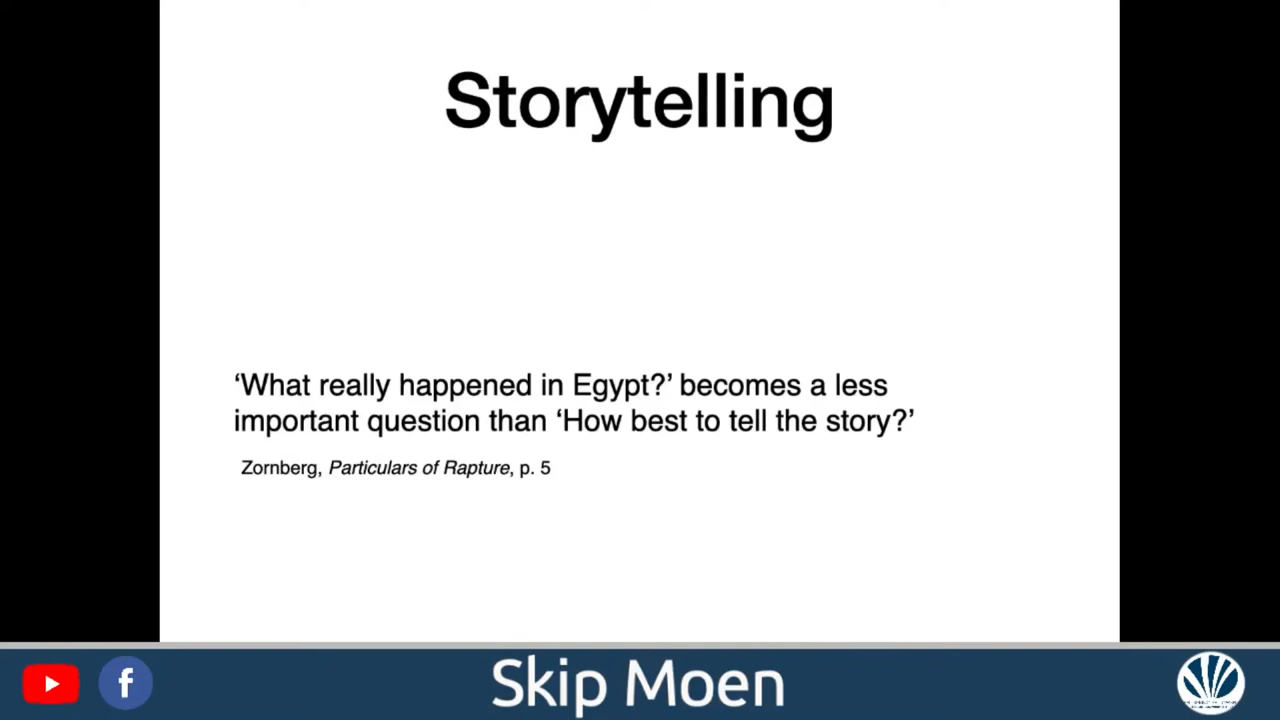 Storytelling
‘What really happened in Egypt?’ becomes a less
important question than ‘How best to tell the story?’
Zornberg, Particulars of Rapture, p. 5
f
Skip Moen